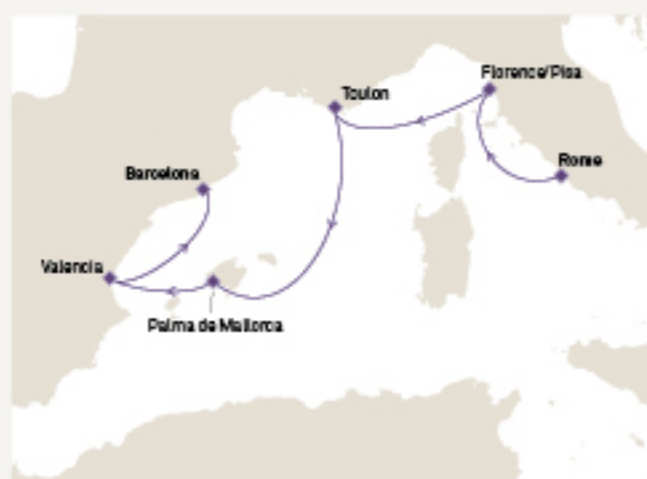 Florence/Pisa
Toulon
Rome
Barcelona
Valencia
Palma de Mallorca